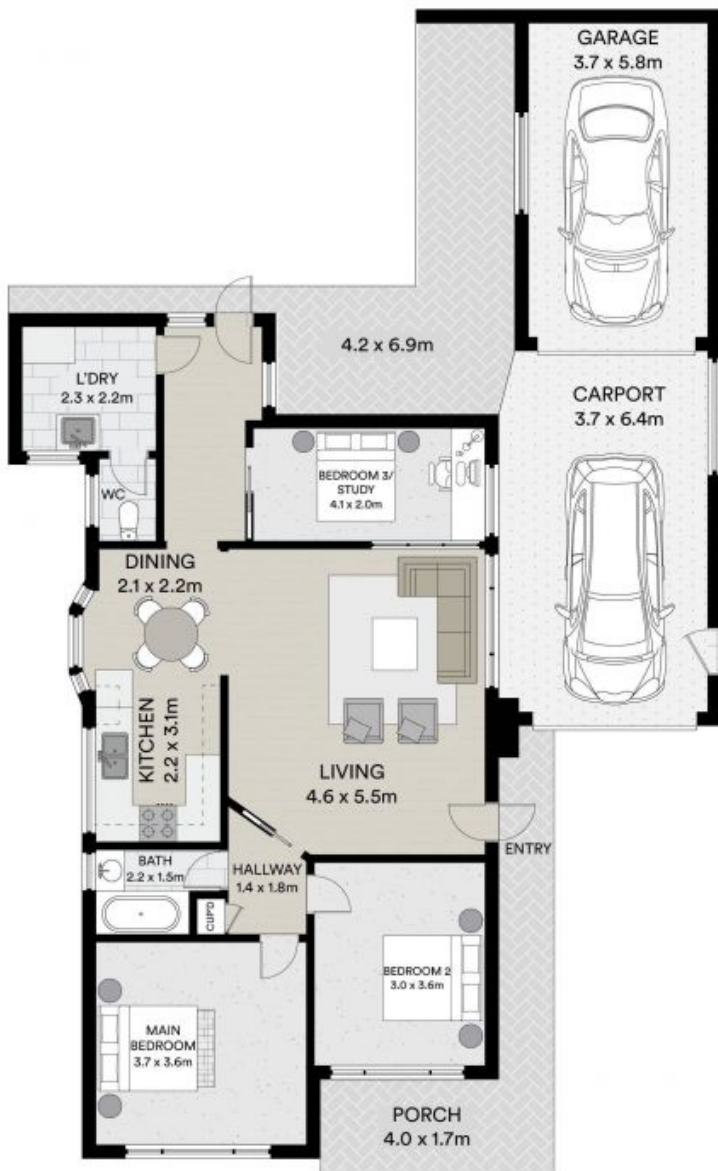 GARAGE
3.7 x 5.8m
4.2 x 6.9m
L'DRY
2.3 x 2.2m
CARPORT
3.7 x 6.4m
BEDROOM 3/
STUDY
4.1 x 2.0m
WC
DINING
2.1 x 2.2m
KITCHEN
2.2 x 3.1m
LIVING
4.6 x 5.5m
ENTRY
BATH
2.2 x 1.5m
HALLWAY
1.4 x 1.8m
CUP'D
BEDROOM 2
3.0 x 3.6m
MAIN
BEDROOM
3.7 x 3.6m
PORCH
4.0 x 1.7m